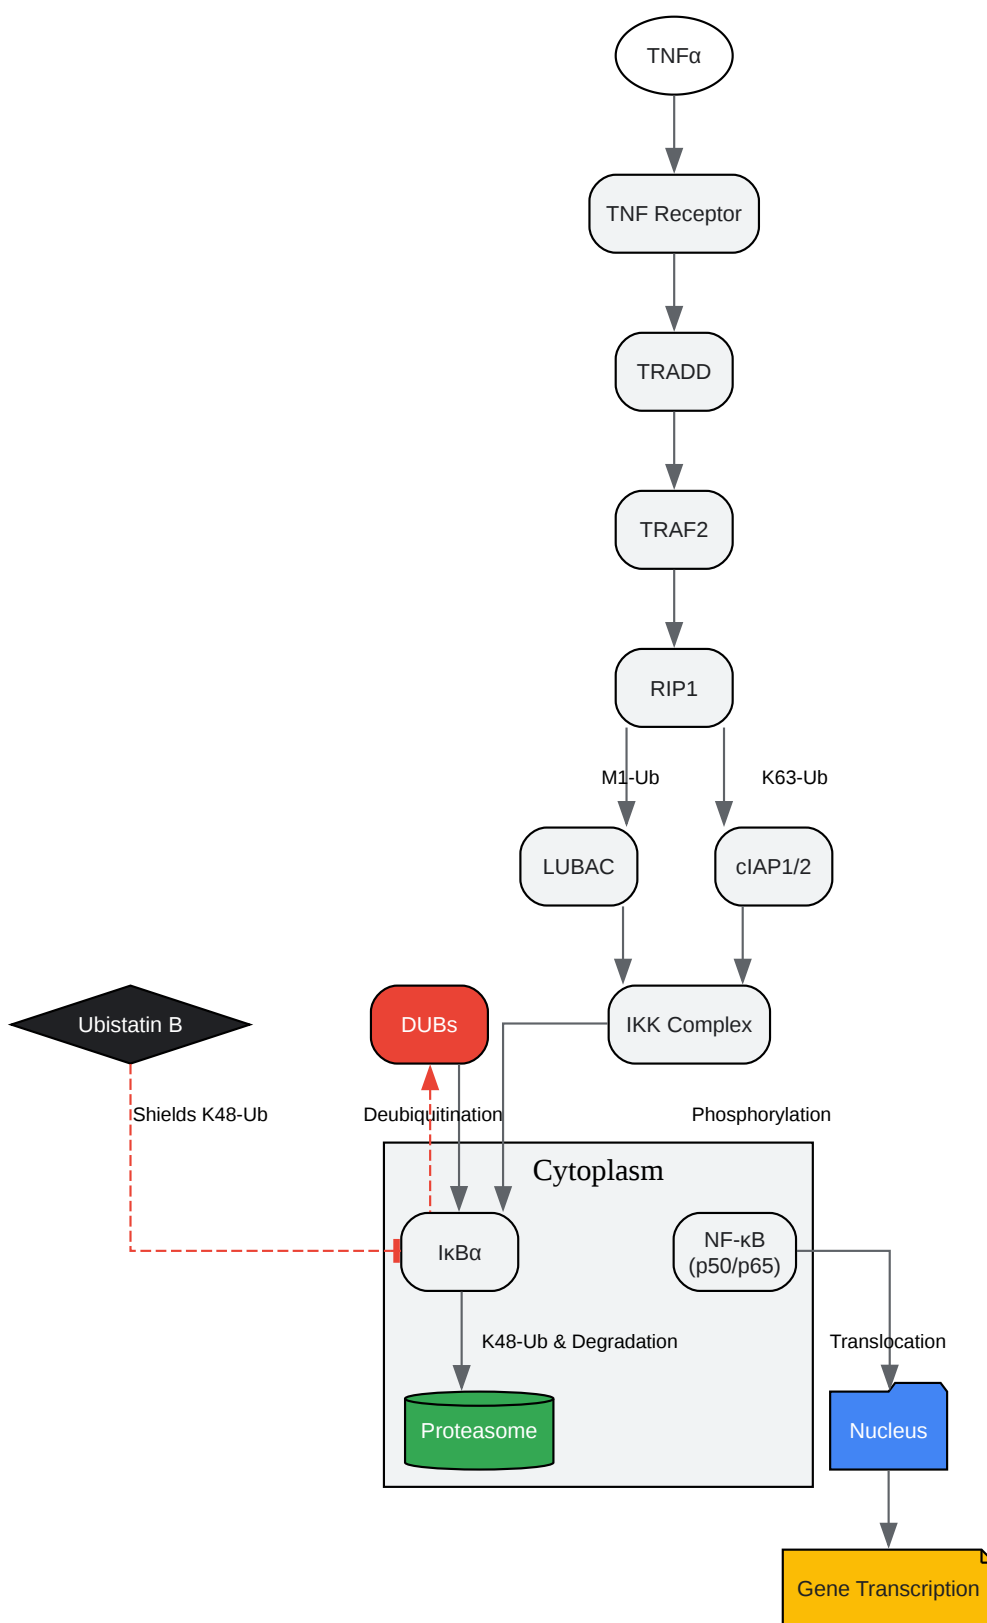 TNFα
TNF Receptor
TRADD
TRAF2
RIP1
M1-Ub
K63-Ub
LUBAC
cIAP1/2
Ubistatin B
DUBs
IKK Complex
Shields K48-Ub
Deubiquitination
Phosphorylation
Cytoplasm
IκBα
NF-κB
(p50/p65)
K48-Ub & Degradation
Translocation
Proteasome
Nucleus
Gene Transcription